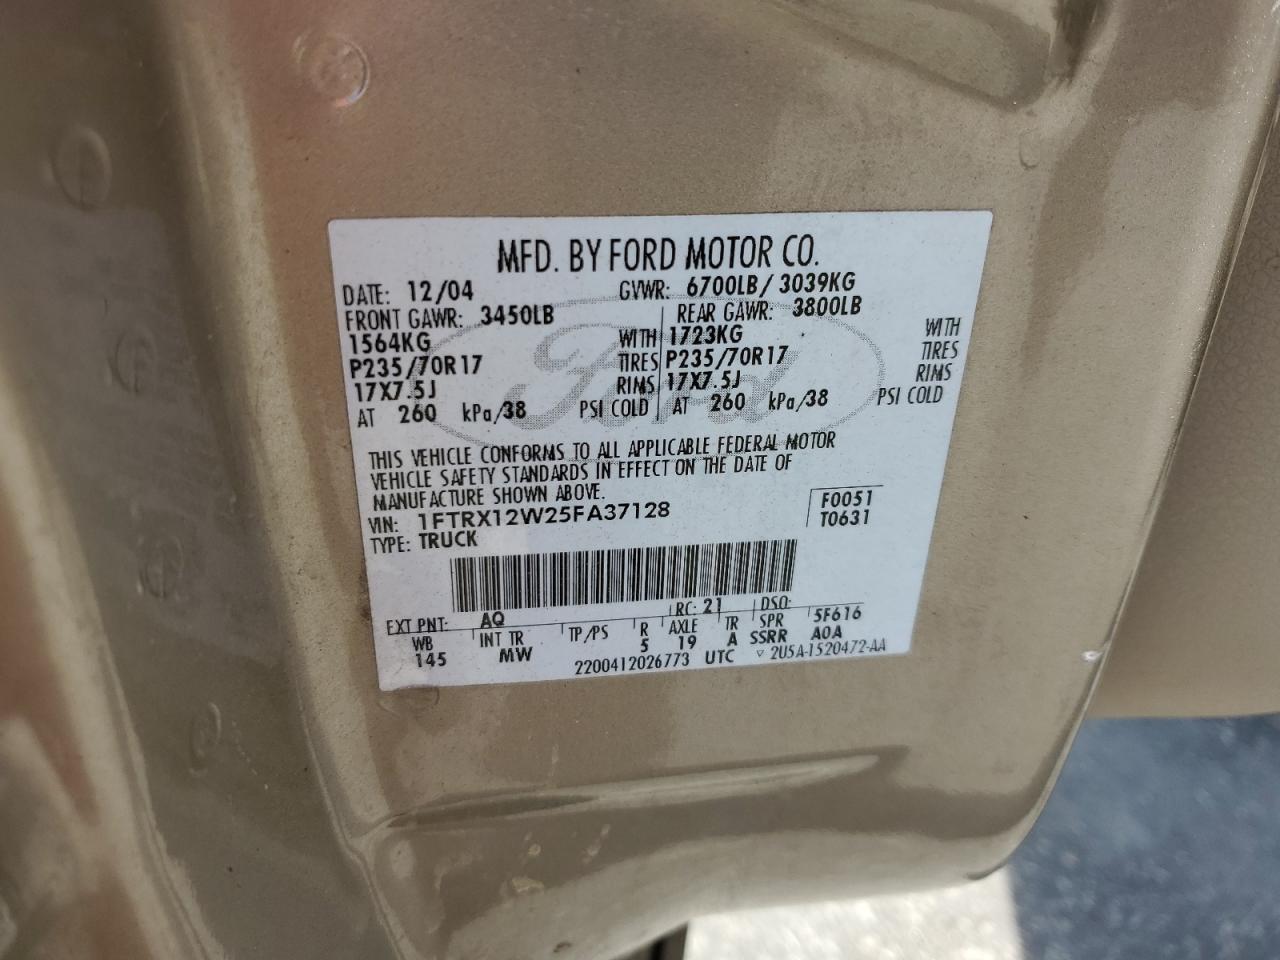 MFD. BY FORD MOTOR CO.
DATE: 12/04 GVWR: 6700LB/ 3039KG
FRONT GAWR: 3450LB REAR GAWR: 3800LB
1564KG WITH 1723KG WITH
P235/70R17 TIRES P235/70R17 TIRES
17X7.5J RIMS 17X7.5J RIMS
AT 260 kPa/38 PSI COLD AT 260 kPa/38 PSI COLD
Ford
THIS VEHICLE CONFORMS TO ALL APPLICABLE FEDERAL MOTOR
VEHICLE SAFETY STANDARDS IN EFFECT ON THE DATE OF
MANUFACTURE SHOWN ABOVE.
VIN: 1FTRX12W25FA37128 F0051
TYPE: TRUCK T0631
EXT PNT: AQ RC: 21 DSO:
WB INT TR TP/PS R AXLE TR SPR 5F616
145 MW 5 19 A SSRR A0A
2200412026773 UTC ▽ 2U5A-1520472-AA